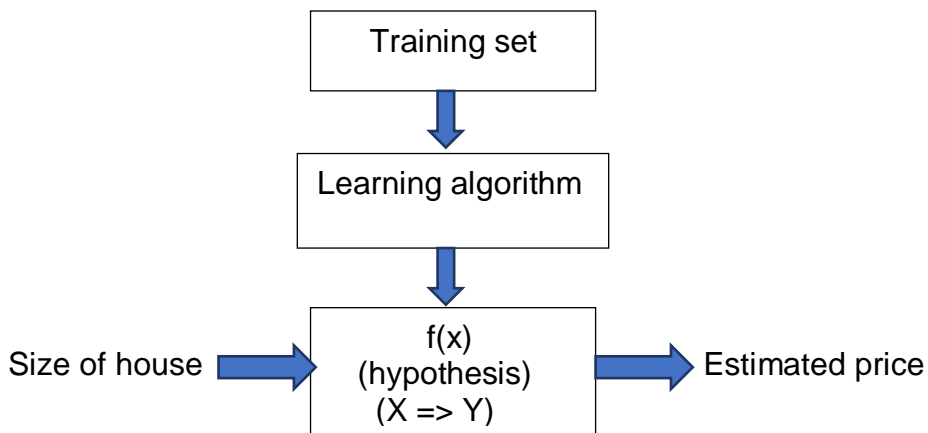 Training set
Learning algorithm
f(x)
Size of house
(hypothesis)
Estimated price
(X => Y)